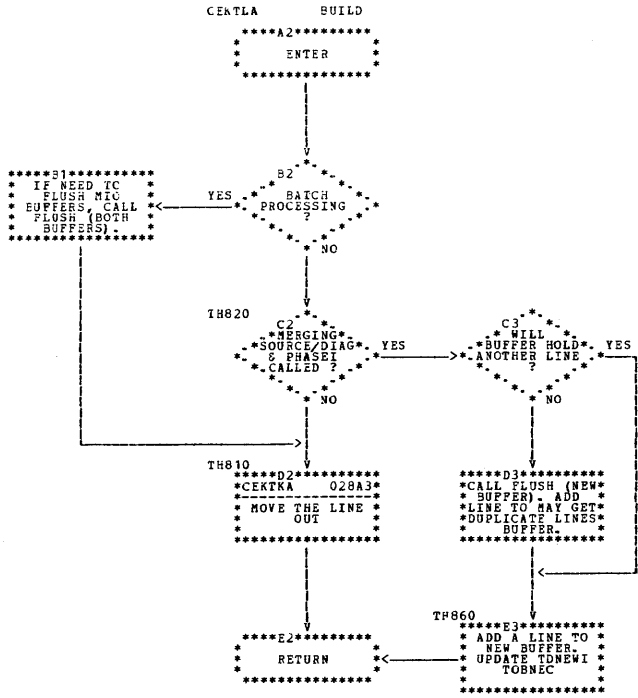 CEKTLA BUILD
A2
ENTER
B1
IF NEED TO
FLUSH MIG
BUFFERS, CALL
FLUSH (BOTH
BUFFERS).
YES
B2
BATCH
PROCESSING
?
NO
TH820
C2
MERGING
SOURCE/DIAG
& PHASEI
CALLED ?
YES
NO
C3
WILL
BUFFER HOLD
ANOTHER LINE
?
YES
NO
TH810
D2
CEKTKA 028A3
MOVE THE LINE
OUT
D3
CALL FLUSH (NEW
BUFFER). ADD
LINE TO MAY GET
DUPLICATE LINES
BUFFER.
E2
RETURN
TH860
E3
ADD A LINE TO
NEW BUFFER.
UPDATE TDNEWI
TOBNEC